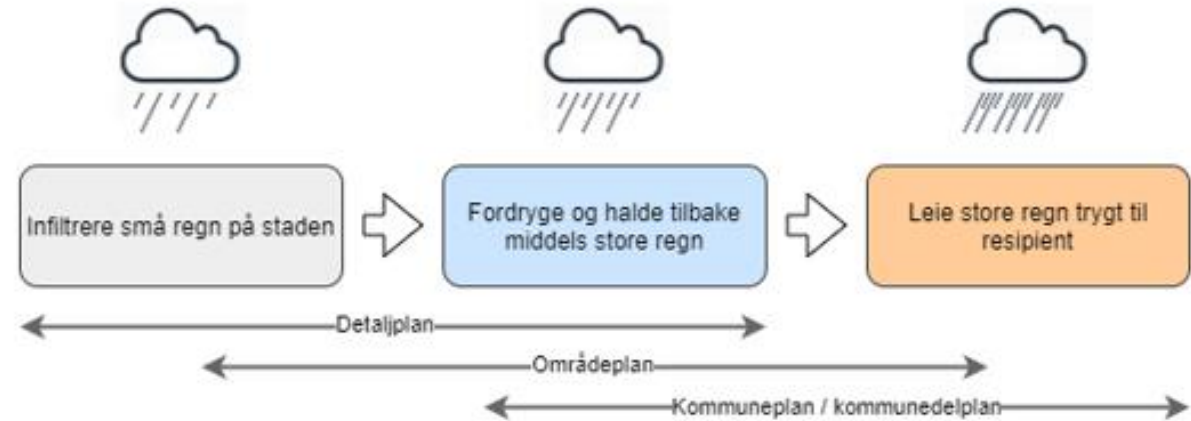 Infiltrere små regn på staden
Fordryge og halde tilbake
middels store regn
Leie store regn trygt til
resipient
Detaljplan
Områdeplan
Kommuneplan / kommunedelplan